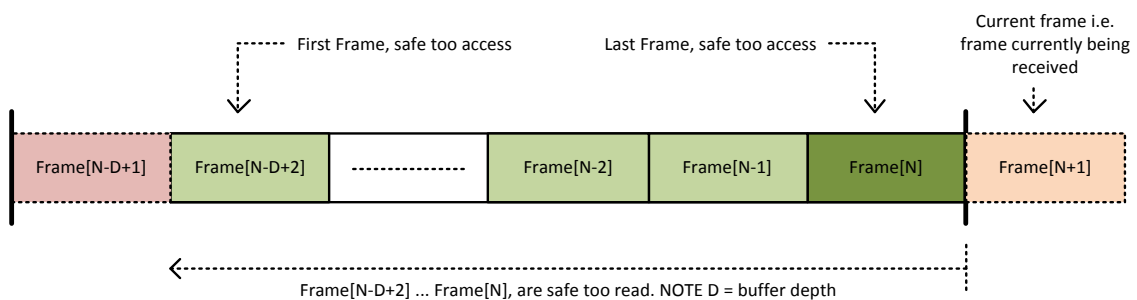 First Frame, safe too access
Last Frame, safe too access
Current frame i.e.
frame currently being
received
Frame[N-D+1]
Frame[N-D+2]
Frame[N-2]
Frame[N-1]
Frame[N]
Frame[N+1]
Frame[N-D+2] ... Frame[N], are safe too read. NOTE D = buffer depth